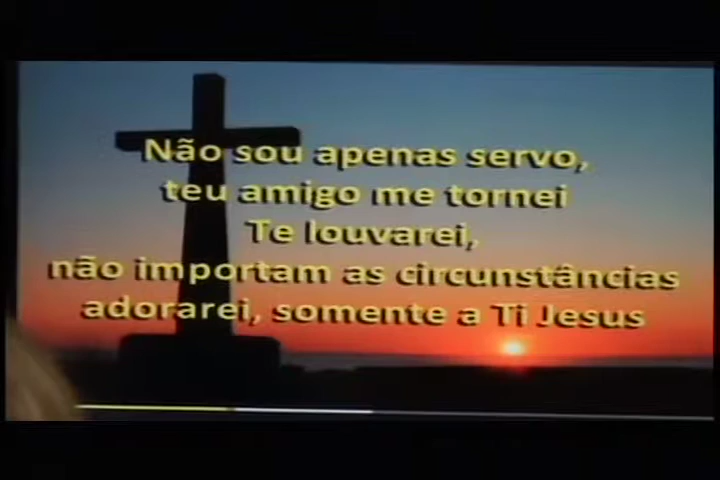 Não sou apenas servo,
teu amigo me tornei
Te louvarei,
não importam as circunstâncias
adorarei, somente a Ti Jesus